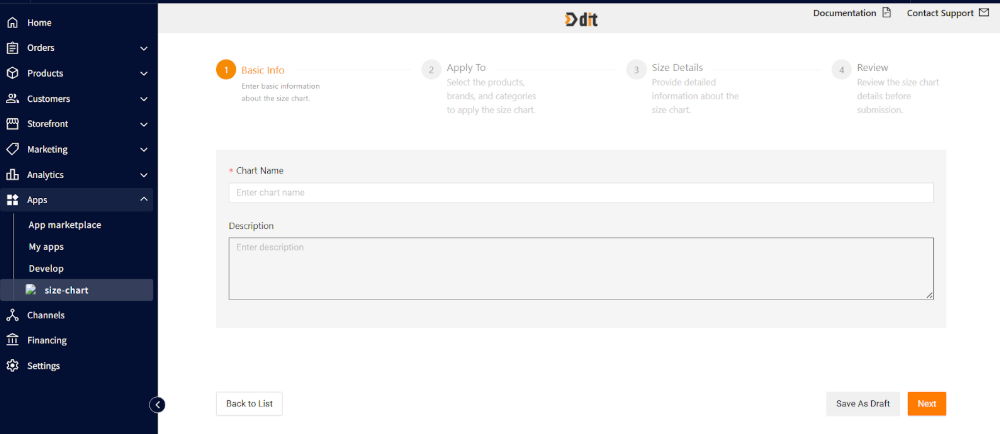 Home
Orders
Products
Customers
Storefront
Marketing
Analytics
Apps
App marketplace
My apps
Develop
size-chart
Channels
Financing
Settings
dit
Documentation
Contact Support
1 Basic Info
Enter basic information
about the size chart.
2 Apply To
Select the products,
brands, and categories
to apply the size chart.
3 Size Details
Provide detailed
information about the
size chart.
4 Review
Review the size chart
details before
submission.
* Chart Name
Enter chart name
Description
Enter description
Back to List
Save As Draft
Next